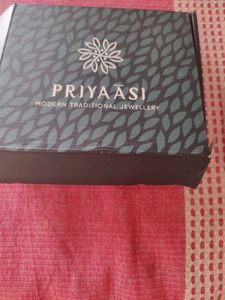 PRIYAASI
MODERN TRADITIONAL JEWELLERY